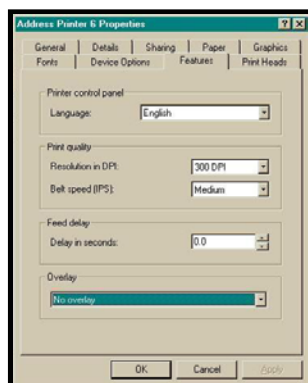 Address Printer 6 Properties
General Details Sharing Paper Graphics
Fonts Device Options Features Print Heads
Printer control panel
Language: English
Print quality
Resolution in DPI: 300 DPI
Belt speed (IPS): Medium
Feed delay
Delay in seconds: 0.0
Overlay
No overlay
OK Cancel Apply